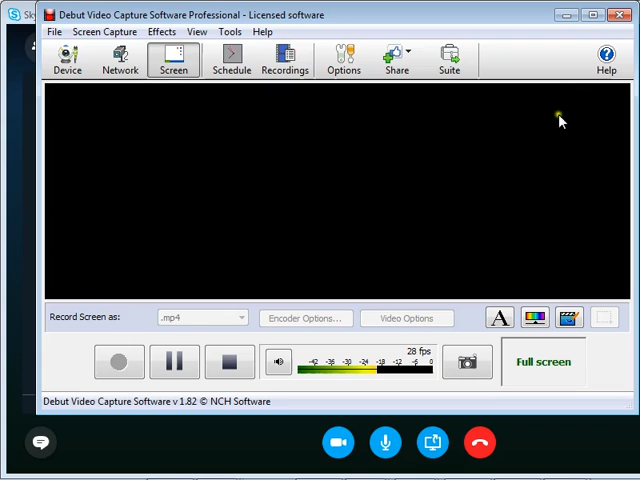 Sky
Debut Video Capture Software Professional - Licensed software
File Screen Capture Effects View Tools Help
Device Network Screen Schedule Recordings Options Share Suite Help
Record Screen as: .mp4 Encoder Options... Video Options
A
28 fps
-42 -36 -30 -24 -18 -12 -6 0
Full screen
Debut Video Capture Software v 1.82 © NCH Software